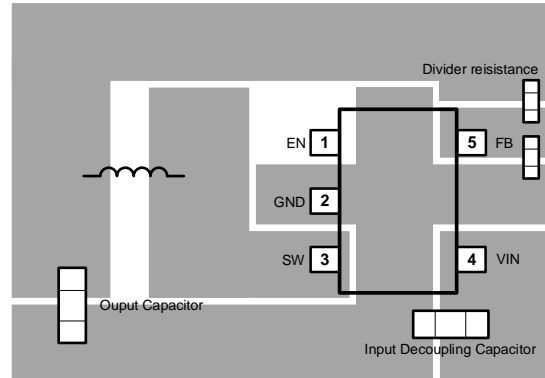 Divider reisistance
EN 1
5 FB
GND 2
SW 3
4 VIN
Ouput Capacitor
Input Decoupling Capacitor